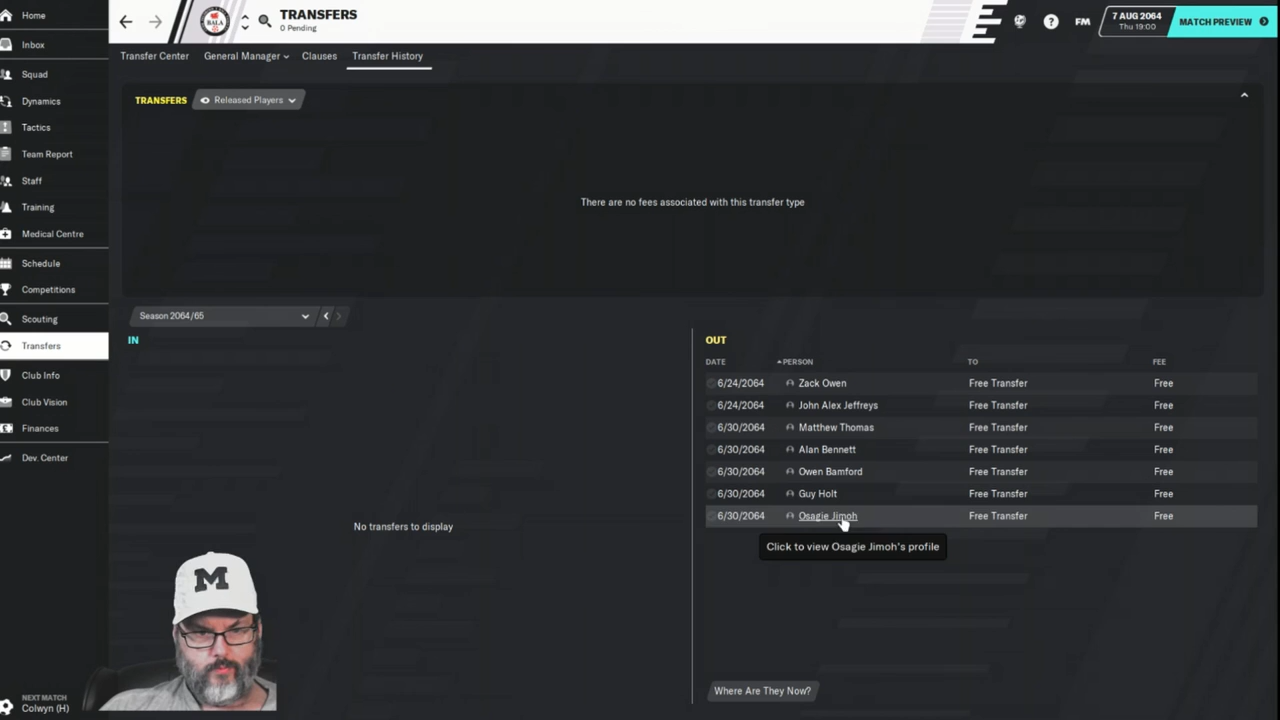 Home
Inbox
Squad
Dynamics
Tactics
Team Report
Staff
Training
Medical Centre
Schedule
Competitions
Scouting
Transfers
Club Info
Club Vision
Finances
Dev. Center
NEXT MATCH
Colwyn (H)
BALA
TRANSFERS
0 Pending
?
FM
7 AUG 2064
Thu 19:00
MATCH PREVIEW
Transfer Center General Manager Clauses Transfer History
TRANSFERS Released Players
There are no fees associated with this transfer type
Season 2064/65
IN
No transfers to display
OUT
DATE PERSON TO FEE
6/24/2064 Zack Owen Free Transfer Free
6/24/2064 John Alex Jeffreys Free Transfer Free
6/30/2064 Matthew Thomas Free Transfer Free
6/30/2064 Alan Bennett Free Transfer Free
6/30/2064 Owen Bamford Free Transfer Free
6/30/2064 Guy Holt Free Transfer Free
6/30/2064 Osagie Jimoh Free Transfer Free
Click to view Osagie Jimoh's profile
Where Are They Now?
M